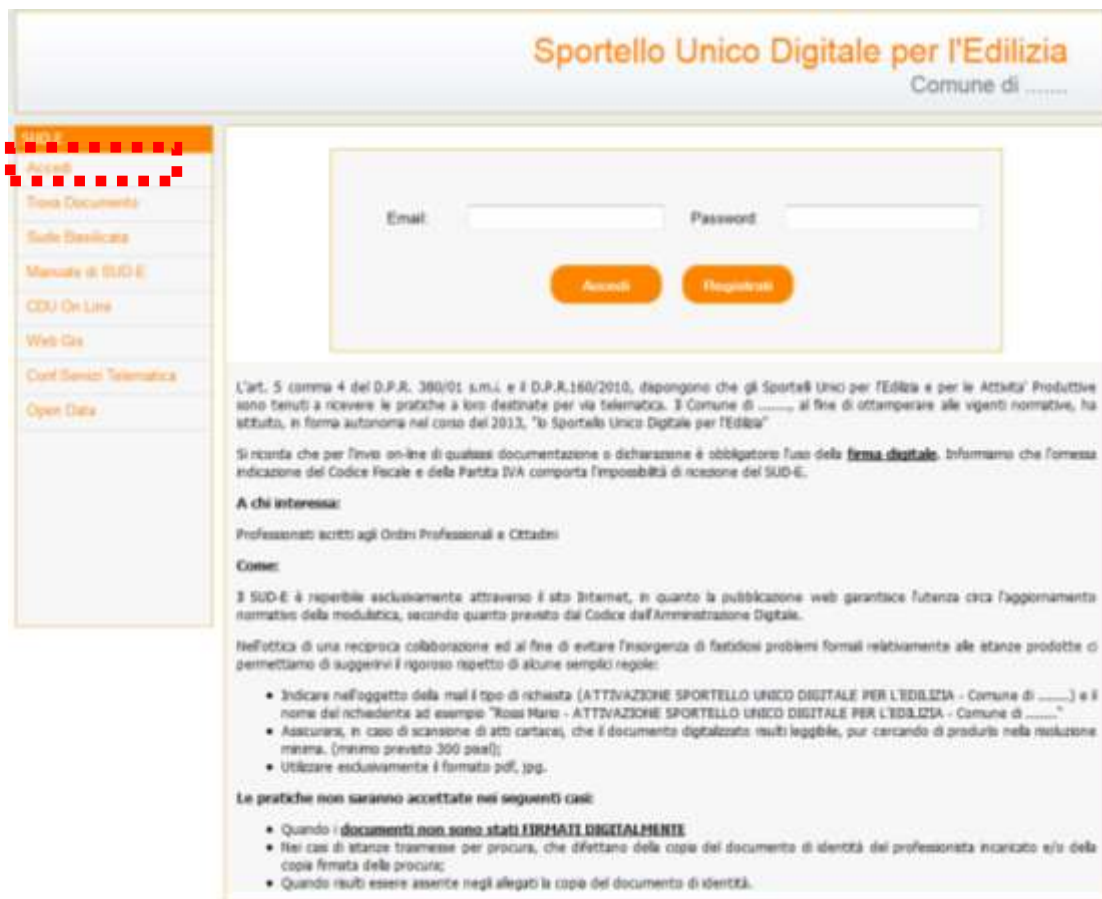 Sportello Unico Digitale per l'Edilizia
Comune di ........
SUD-E
Accedi
Trova Documento
Sude Basilicata
Manuale di SUD-E
CDU On Line
Web Gis
Conf.Servizi Telematica
Open Data
Email:
Password:
Accedi
Registrati
L'art. 5 comma 4 del D.P.R. 380/01 s.m.i. e il D.P.R.160/2010, dispongono che gli Sportelli Unici per l'Edilizia e per le Attivita' Produttive
sono tenuti a ricevere le pratiche a loro destinate per via telematica. Il Comune di ........, al fine di ottemperare alle vigenti normative, ha
istituto, in forma autonoma nel corso del 2013, "lo Sportello Unico Digitale per l'Edilizia"
Si ricorda che per l'invio on-line di qualsiasi documentazione o dichiarazione è obbligatorio l'uso della firma digitale. Informiamo che l'omessa
indicazione del Codice Fiscale e della Partita IVA comporta l'impossibilità di ricezione del SUD-E.
A chi interessa:
Professionisti iscritti agli Ordini Professionali e Cittadini
Come:
Il SUD-E è reperibile esclusivamente attraverso il sito Internet, in quanto la pubblicazione web garantisce l'utenza circa l'aggiornamento
normativo della modulistica, secondo quanto previsto dal Codice dall'Amministrazione Digitale.
Nell'ottica di una reciproca collaborazione ed al fine di evitare l'insorgenza di fastidiosi problemi formali relativamente alle istanze prodotte ci
permettiamo di suggerirvi il rigoroso rispetto di alcune semplici regole:
• Indicare nell'oggetto della mail il tipo di richiesta (ATTIVAZIONE SPORTELLO UNICO DIGITALE PER L'EDILIZIA - Comune di ........) e il
nome del richiedente ad esempio "Rossi Mario - ATTIVAZIONE SPORTELLO UNICO DIGITALE PER L'EDILIZIA - Comune di ........"
• Assicurarsi, in caso di scansione di atti cartacei, che il documento digitalizzato risulti leggibile, pur cercando di produrlo nella risoluzione
minima. (minimo previsto 300 pixel);
• Utilizzare esclusivamente il formato pdf, jpg.
Le pratiche non saranno accettate nei seguenti casi:
• Quando i documenti non sono stati FIRMATI DIGITALMENTE
• Nei casi di istanze trasmesse per procura, che difettano della copia del documento di identità del professionista incaricato e/o della
copia firmata della procura;
• Quando risulti essere assente negli allegati la copia del documento di identità.